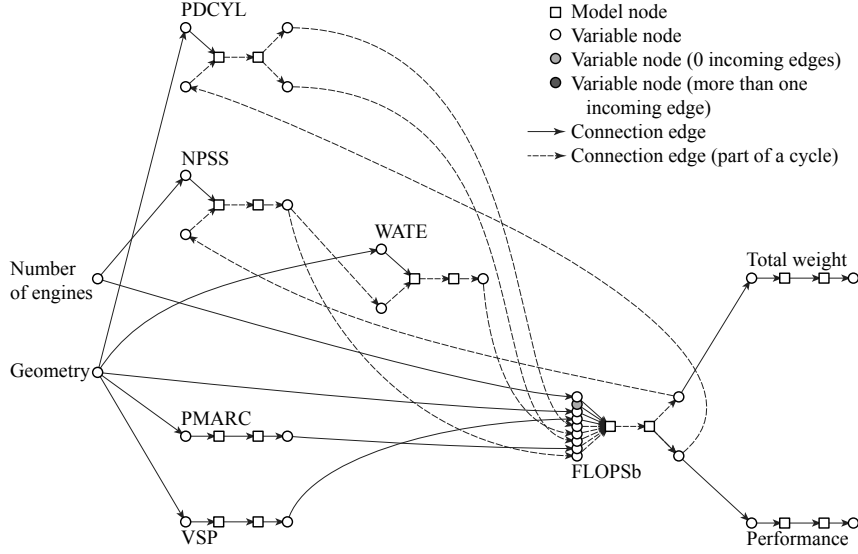 PDCYL
Model node
Variable node
Variable node (0 incoming edges)
Variable node (more than one
incoming edge)
Connection edge
Connection edge (part of a cycle)
NPSS
WATE
Number
of engines
Total weight
Geometry
PMARC
FLOPSb
VSP
Performance